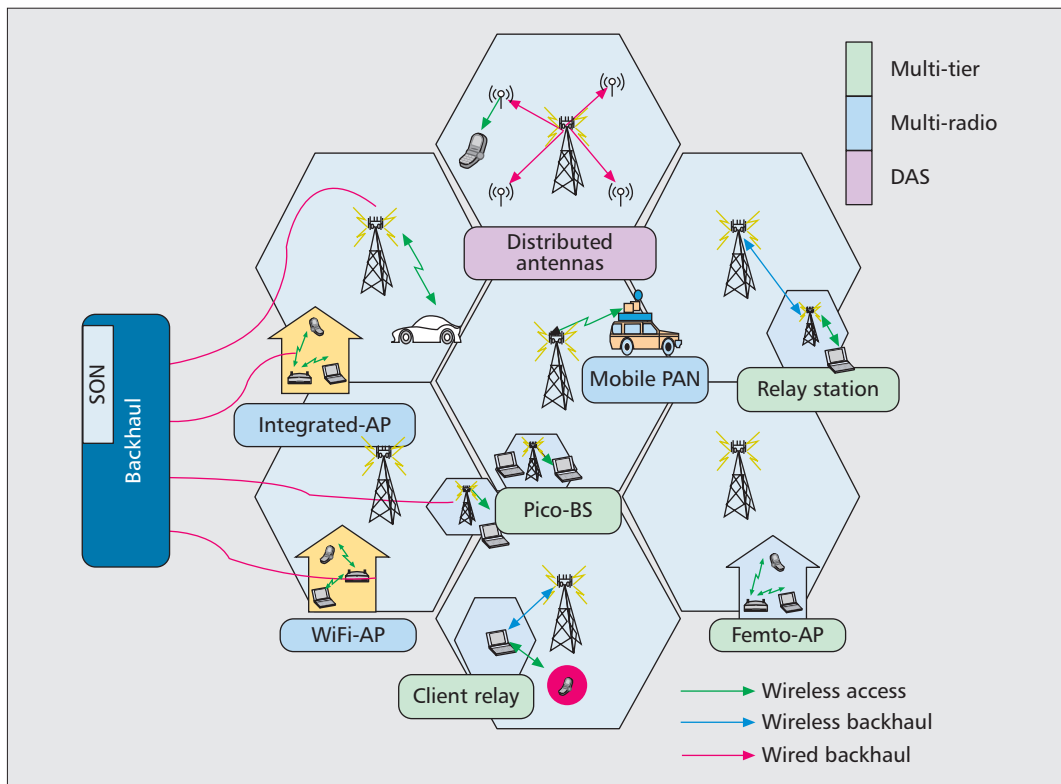 Multi-tier
Multi-radio
DAS
Distributed
antennas
Mobile PAN
Relay station
SON
Backhaul
Integrated-AP
Pico-BS
WiFi-AP
Femto-AP
Client relay
Wireless access
Wireless backhaul
Wired backhaul